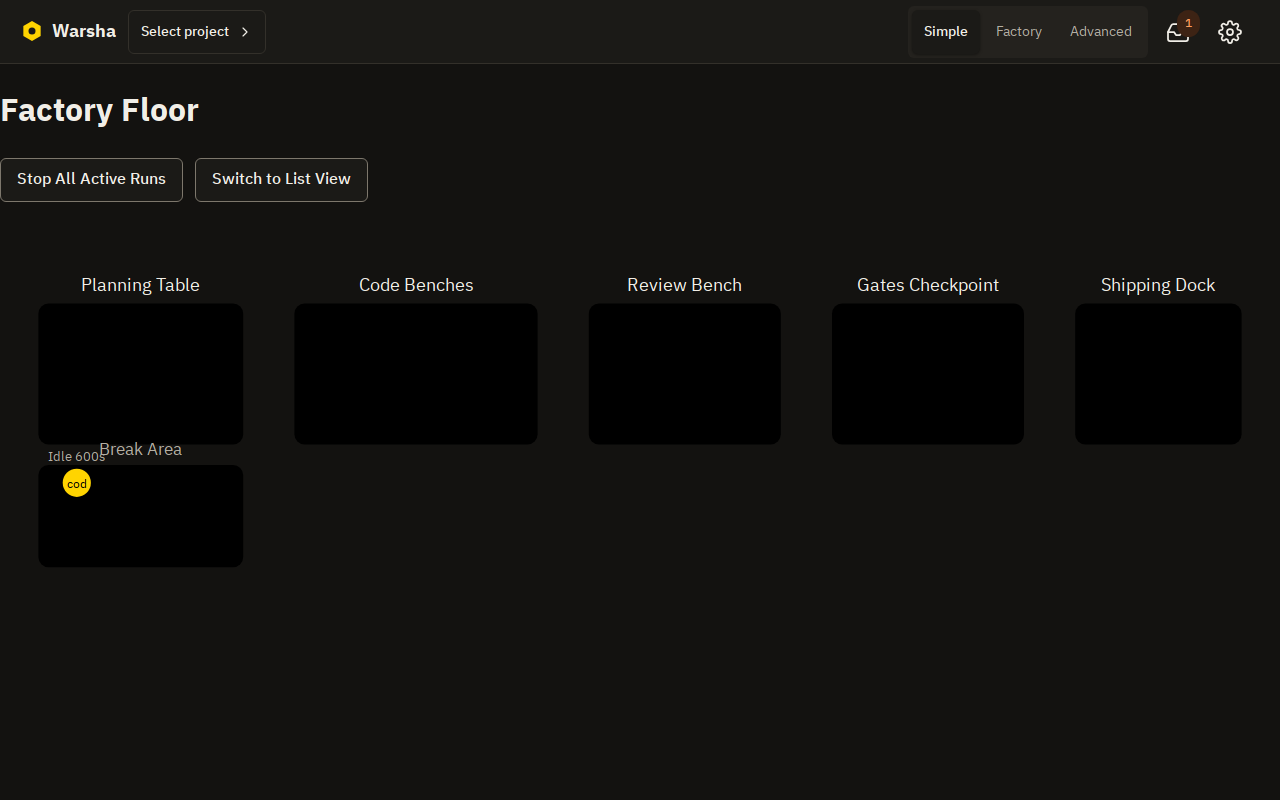 Warsha
Select project
Simple
Factory
Advanced
1
Factory Floor
Stop All Active Runs
Switch to List View
Planning Table
Code Benches
Review Bench
Gates Checkpoint
Shipping Dock
Break Area
Idle 600s
cod